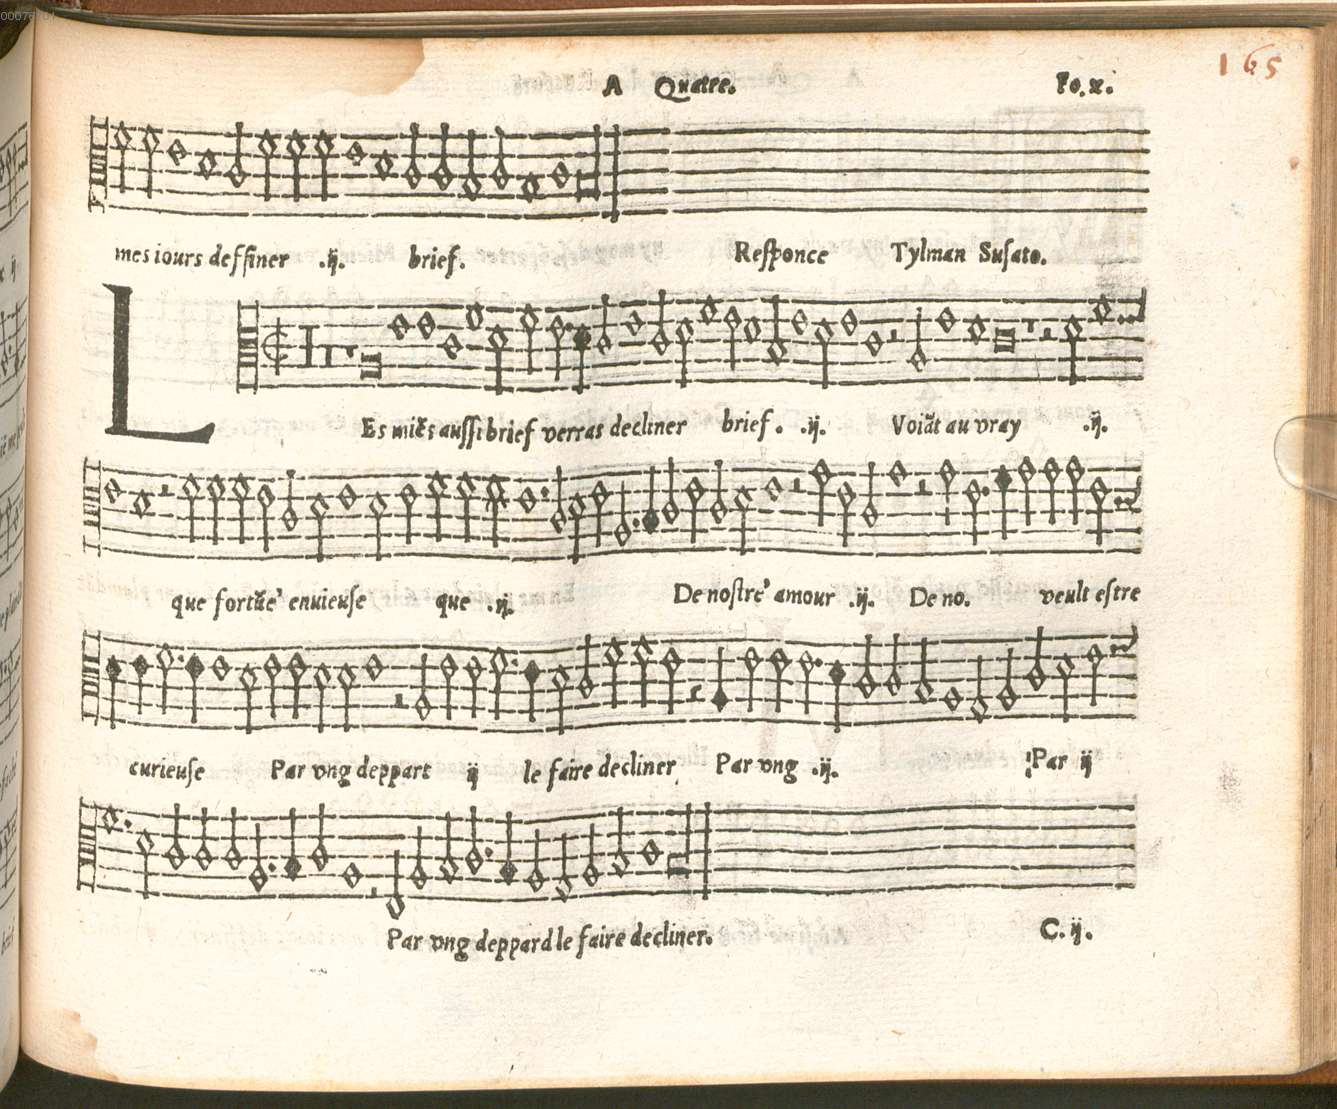 00076
165
A Quatre. Fo.x.
mes iours deffiner .ij. brief. Reſponce Tylman Suſato.
LEs miẽs auſſi brief verras decliner brief . .ij. Voiãt au vray .ij.
que fortũe' enuieuſe que .ij. De noſtre' amour .ij. De no. veult eſtre
curieuſe Par vng deppart ij le faire decliner Par vng .ij. Par ij
Par vng deppard le faire decliner. C.ij.